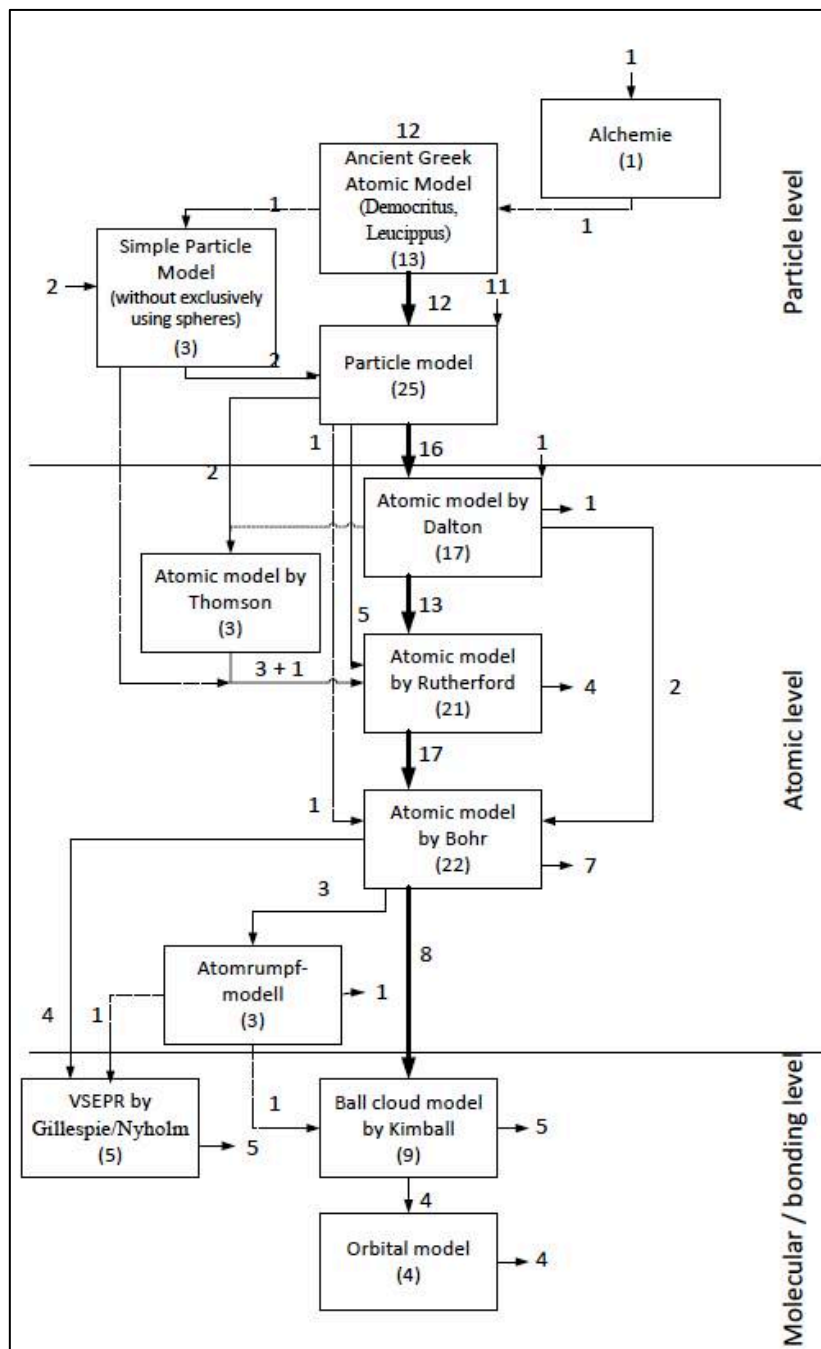 1
Alchemie
(1)
12
Ancient Greek
Atomic Model
(Democritus,
Leucippus)
(13)
1
1
Simple Particle
Model
(without exclusively
using spheres)
(3)
2
12
11
2
Particle model
(25)
Particle level
1
16
1
2
Atomic model by
Dalton
(17)
1
Atomic model by
Thomson
(3)
13
5
3 + 1
Atomic model
by Rutherford
(21)
4
2
17
1
Atomic model
by Bohr
(22)
7
Atomic level
3
8
Atomrumpf-
modell
(3)
1
4
1
VSEPR by
Gillespie/Nyholm
(5)
5
1
Ball cloud model
by Kimball
(9)
5
4
Orbital model
(4)
4
Molecular / bonding level